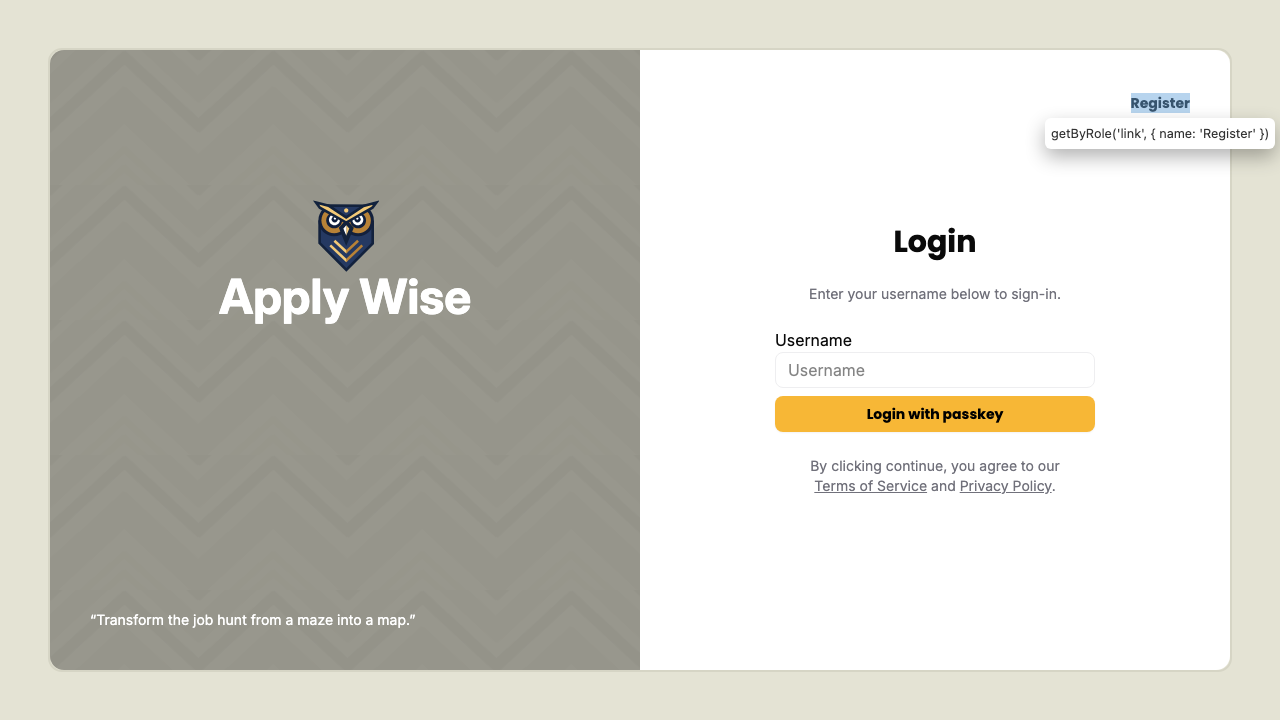 Apply Wise
“Transform the job hunt from a maze into a map.”
Register
getByRole('link', { name: 'Register' })
Login
Enter your username below to sign-in.
Username
Username
Login with passkey
By clicking continue, you agree to our
Terms of Service and Privacy Policy.